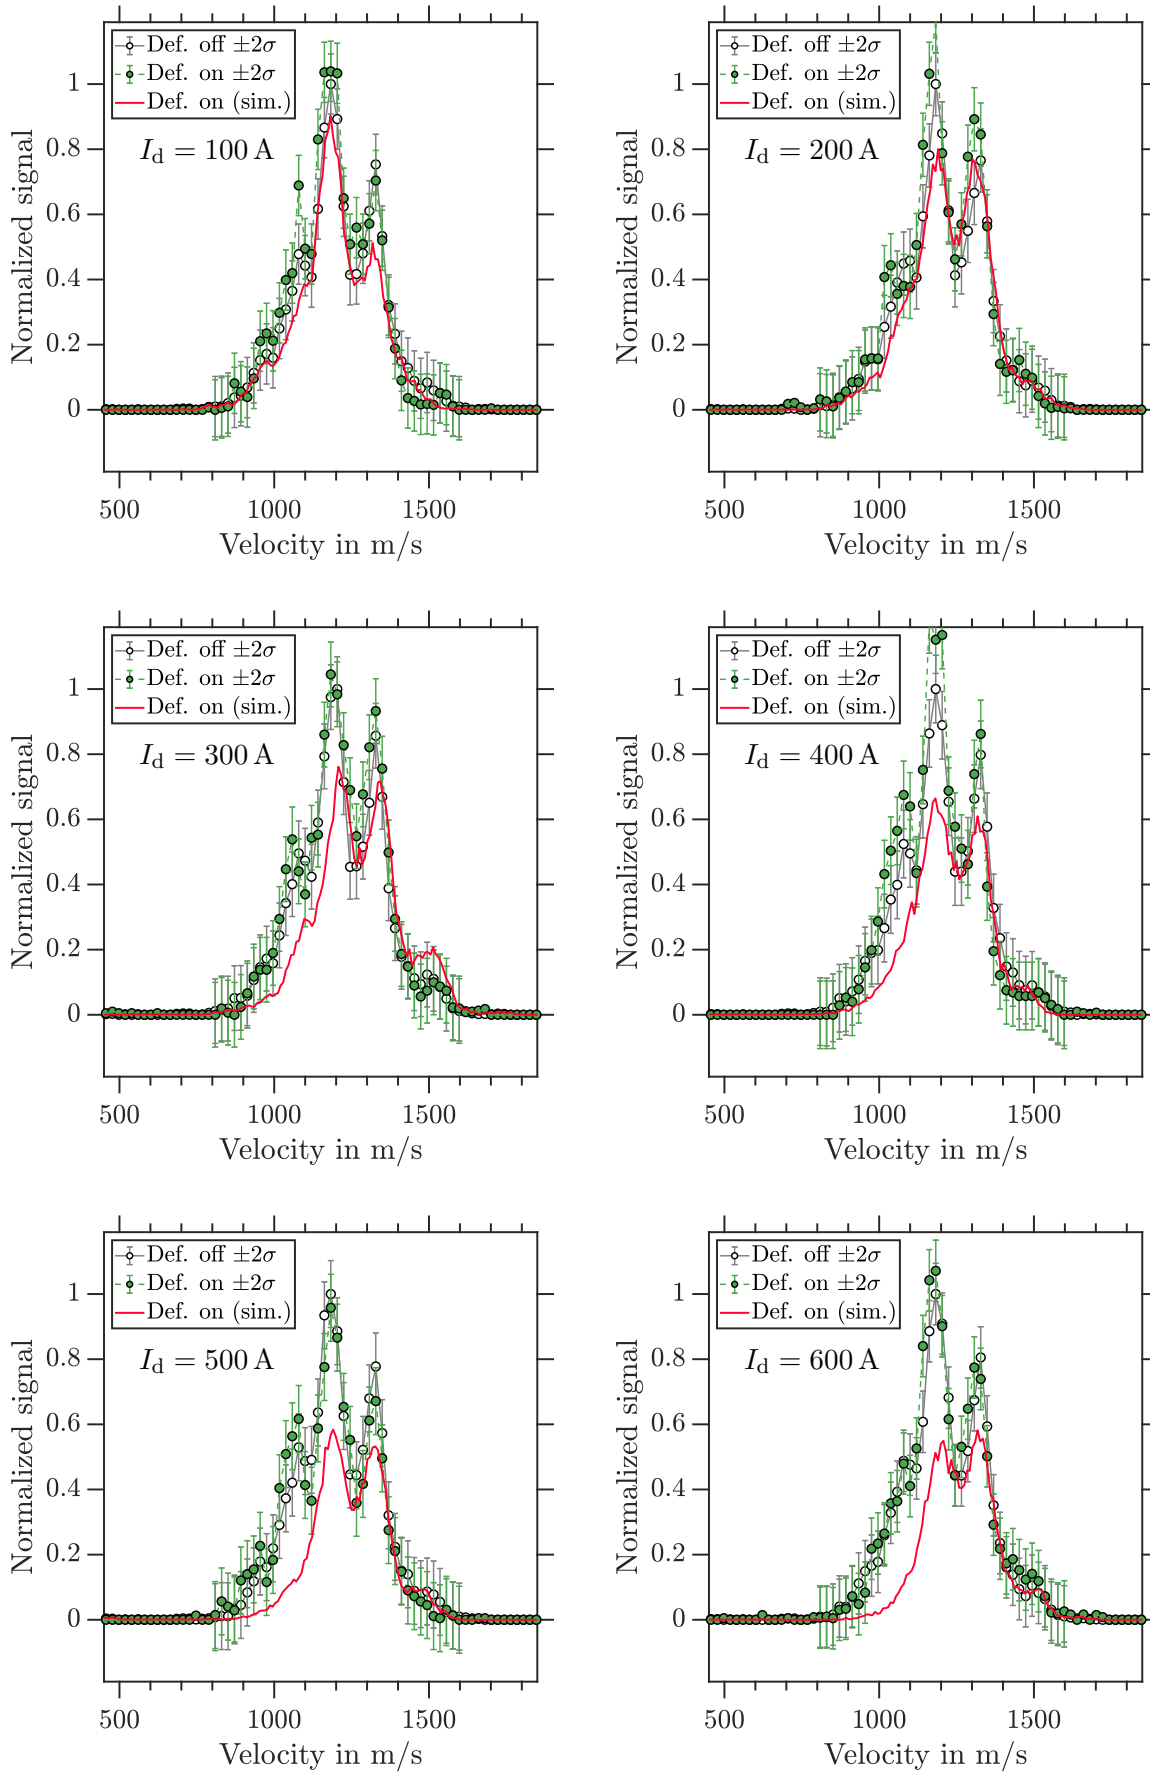 Def. off ±2σ
Def. on ±2σ
Def. on (sim.)
I_d = 100 A
1
0.8
0.6
0.4
0.2
0
Normalized signal
500 1000 1500
Velocity in m/s
Def. off ±2σ
Def. on ±2σ
Def. on (sim.)
I_d = 200 A
1
0.8
0.6
0.4
0.2
0
Normalized signal
500 1000 1500
Velocity in m/s
Def. off ±2σ
Def. on ±2σ
Def. on (sim.)
I_d = 300 A
1
0.8
0.6
0.4
0.2
0
Normalized signal
500 1000 1500
Velocity in m/s
Def. off ±2σ
Def. on ±2σ
Def. on (sim.)
I_d = 400 A
1
0.8
0.6
0.4
0.2
0
Normalized signal
500 1000 1500
Velocity in m/s
Def. off ±2σ
Def. on ±2σ
Def. on (sim.)
I_d = 500 A
1
0.8
0.6
0.4
0.2
0
Normalized signal
500 1000 1500
Velocity in m/s
Def. off ±2σ
Def. on ±2σ
Def. on (sim.)
I_d = 600 A
1
0.8
0.6
0.4
0.2
0
Normalized signal
500 1000 1500
Velocity in m/s